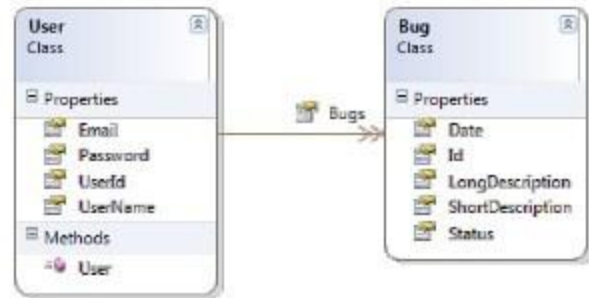 User
Class
Properties
Email
Password
UserId
UserName
Methods
User
Bugs
Bug
Class
Properties
Date
Id
LongDescription
ShortDescription
Status